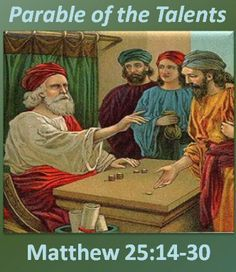 Parable of the Talents
Matthew 25:14-30